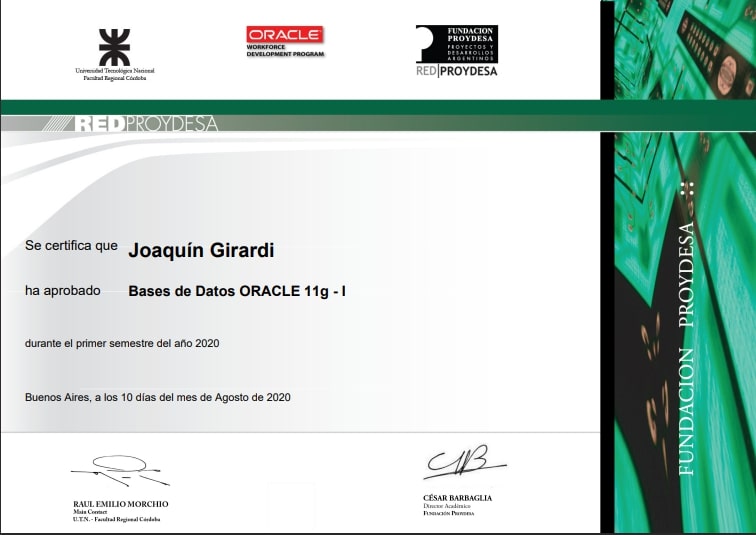 Universidad Tecnológica Nacional
Facultad Regional Córdoba
ORACLE
WORKFORCE
DEVELOPMENT PROGRAM
FUNDACION
PROYDESA
PROYECTOS Y
DESARROLLOS
ARGENTINOS
RED|PROYDESA
REDPROYDESA
Se certifica que Joaquín Girardi
ha aprobado Bases de Datos ORACLE 11g - I
durante el primer semestre del año 2020
Buenos Aires, a los 10 días del mes de Agosto de 2020
RAUL EMILIO MORCHIO
Main Contact
U.T.N. - Facultad Regional Córdoba
CÉSAR BARBAGLIA
Director Académico
FUNDACIÓN PROYDESA
FUNDACION PROYDESA